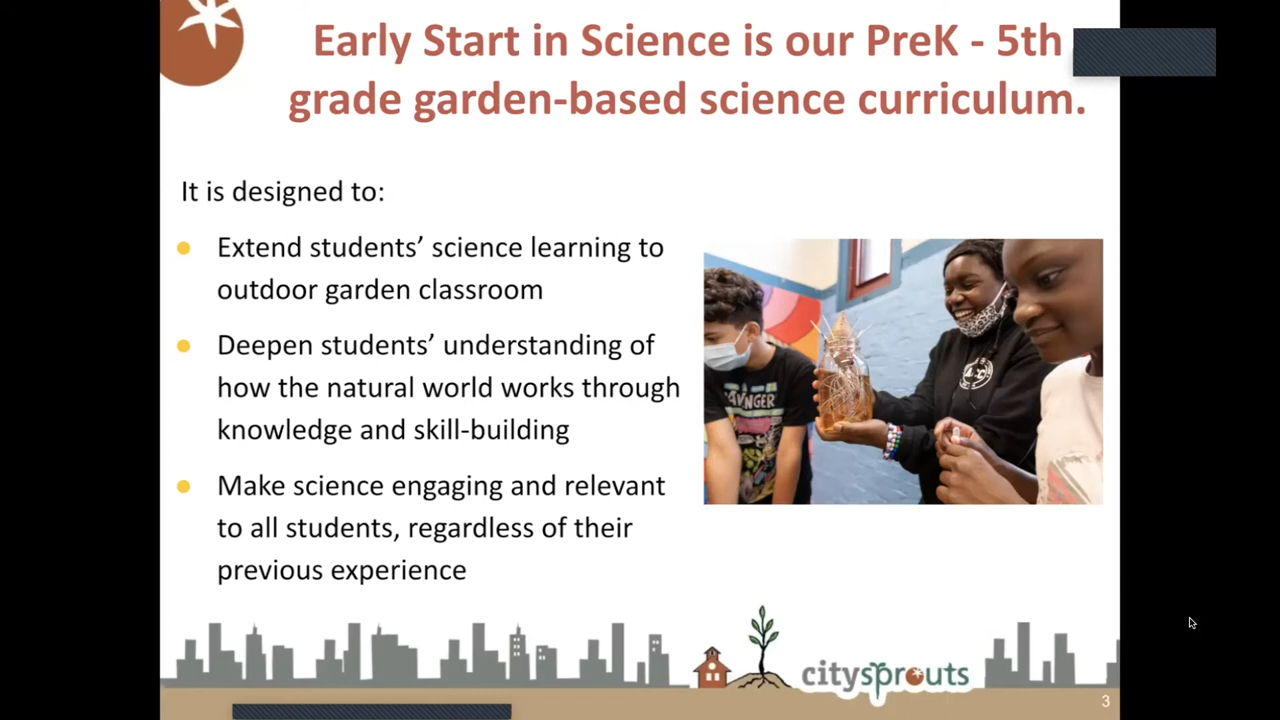 Early Start in Science is our PreK - 5th
grade garden-based science curriculum.
It is designed to:
Extend students’ science learning to
outdoor garden classroom
Deepen students’ understanding of
how the natural world works through
knowledge and skill-building
Make science engaging and relevant
to all students, regardless of their
previous experience
citysprouts
3